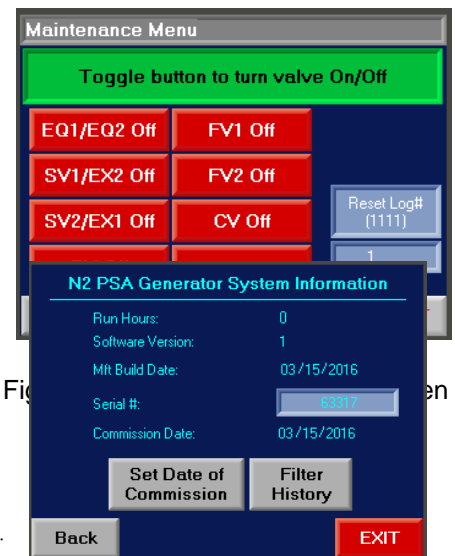 Maintenance Menu
Toggle button to turn valve On/Off
EQ1/EQ2 Off FV1 Off
SV1/EX2 Off FV2 Off
SV2/EX1 Off CV Off
Reset Log#
(1111)
1
N2 PSA Generator System Information
Run Hours: 0
Software Version: 1
Mft Build Date: 03/15/2016
Serial #: 63317
Commission Date: 03/15/2016
Set Date of
Commission
Filter
History
Back EXIT